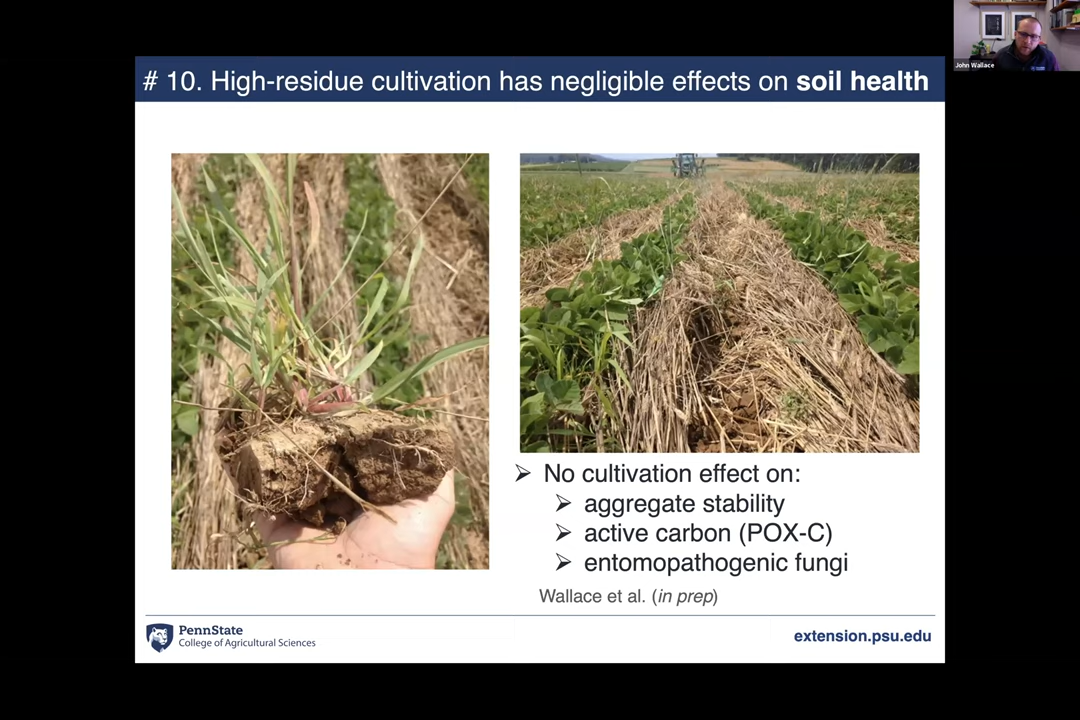 John Wallace
# 10. High-residue cultivation has negligible effects on soil health
➢ No cultivation effect on:
➢ aggregate stability
➢ active carbon (POX-C)
➢ entomopathogenic fungi
Wallace et al. (in prep)
PennState
College of Agricultural Sciences
extension.psu.edu